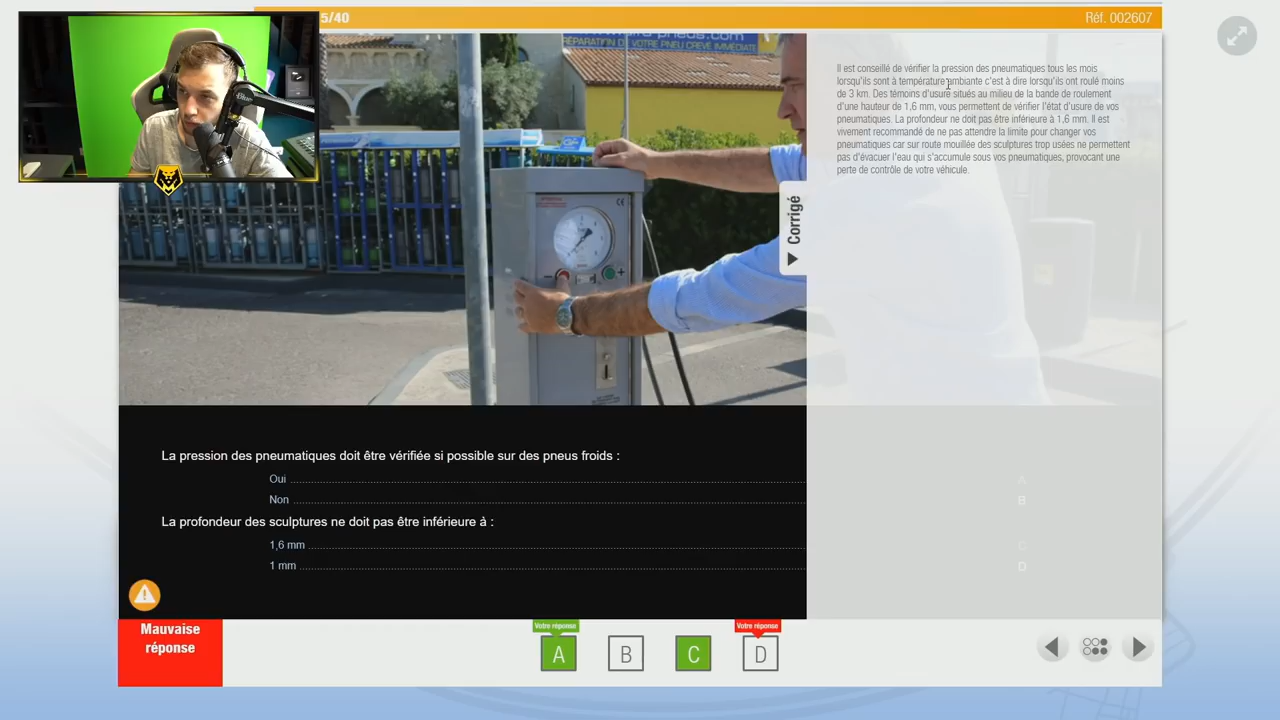 5/40
Réf. 002607
RÉPARATION DE VOTRE PNEU CREVÉ IMMÉDIATE
Il est conseillé de vérifier la pression des pneumatiques tous les mois
lorsqu'ils sont à température ambiante c'est à dire lorsqu'ils ont roulé moins
de 3 km. Des témoins d'usure situés au milieu de la bande de roulement
d'une hauteur de 1,6 mm, vous permettent de vérifier l'état d'usure de vos
pneumatiques. La profondeur ne doit pas être inférieure à 1,6 mm. Il est
vivement recommandé de ne pas attendre la limite pour changer vos
pneumatiques car sur route mouillée des sculptures trop usées ne permettent
pas d'évacuer l'eau qui s'accumule sous vos pneumatiques, provocant une
perte de contrôle de votre véhicule.
Corrigé
La pression des pneumatiques doit être vérifiée si possible sur des pneus froids :
Oui A
Non B
La profondeur des sculptures ne doit pas être inférieure à :
1,6 mm C
1 mm D
Mauvaise
réponse
Votre réponse
Votre réponse
A B C D